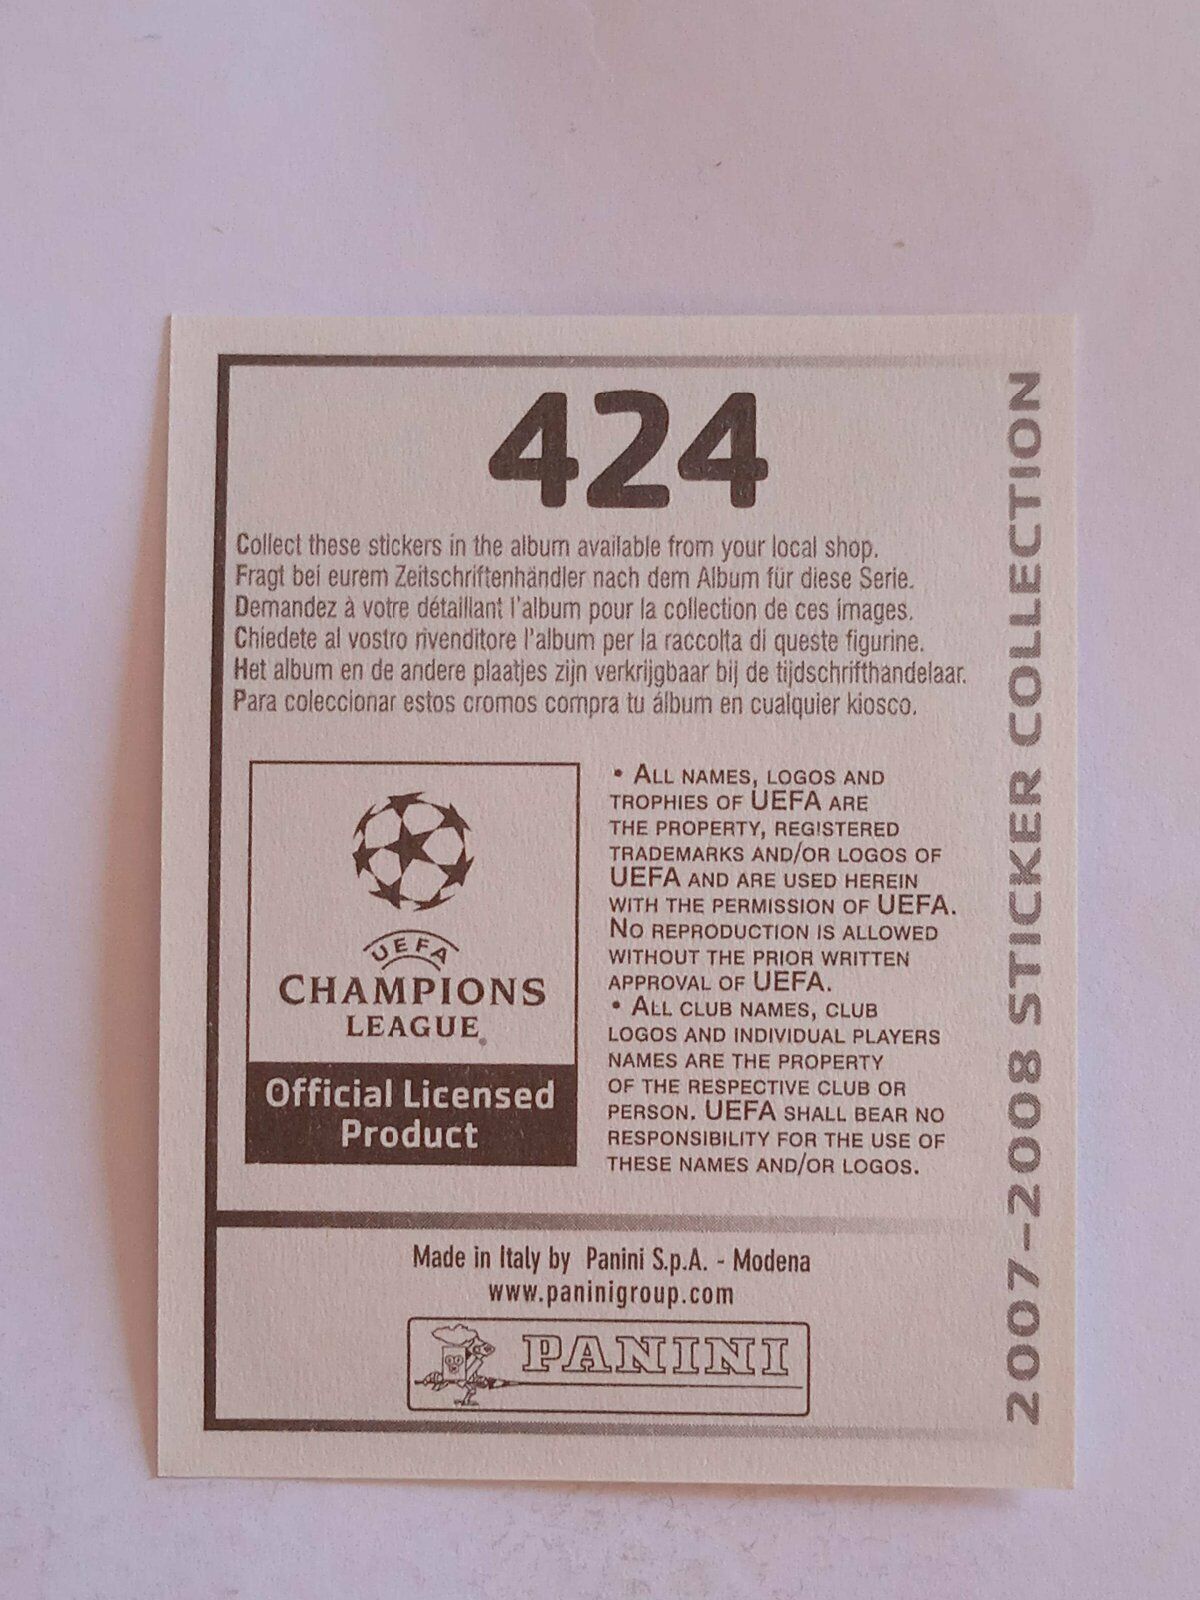 424
Collect these stickers in the album available from your local shop.
Fragt bei eurem Zeitschriftenhändler nach dem Album für diese Serie.
Demandez à votre détaillant l'album pour la collection de ces images.
Chiedete al vostro rivenditore l'album per la raccolta di queste figurine.
Het album en de andere plaatjes zijn verkrijgbaar bij de tijdschrifthandelaar.
Para coleccionar estos cromos compra tu álbum en cualquier kiosco.
UEFA
CHAMPIONS
LEAGUE®
Official Licensed
Product
• ALL NAMES, LOGOS AND
TROPHIES OF UEFA ARE
THE PROPERTY, REGISTERED
TRADEMARKS AND/OR LOGOS OF
UEFA AND ARE USED HEREIN
WITH THE PERMISSION OF UEFA.
NO REPRODUCTION IS ALLOWED
WITHOUT THE PRIOR WRITTEN
APPROVAL OF UEFA.
• ALL CLUB NAMES, CLUB
LOGOS AND INDIVIDUAL PLAYERS
NAMES ARE THE PROPERTY
OF THE RESPECTIVE CLUB OR
PERSON. UEFA SHALL BEAR NO
RESPONSIBILITY FOR THE USE OF
THESE NAMES AND/OR LOGOS.
Made in Italy by Panini S.p.A. - Modena
www.paninigroup.com
PANINI
2007-2008 STICKER COLLECTION